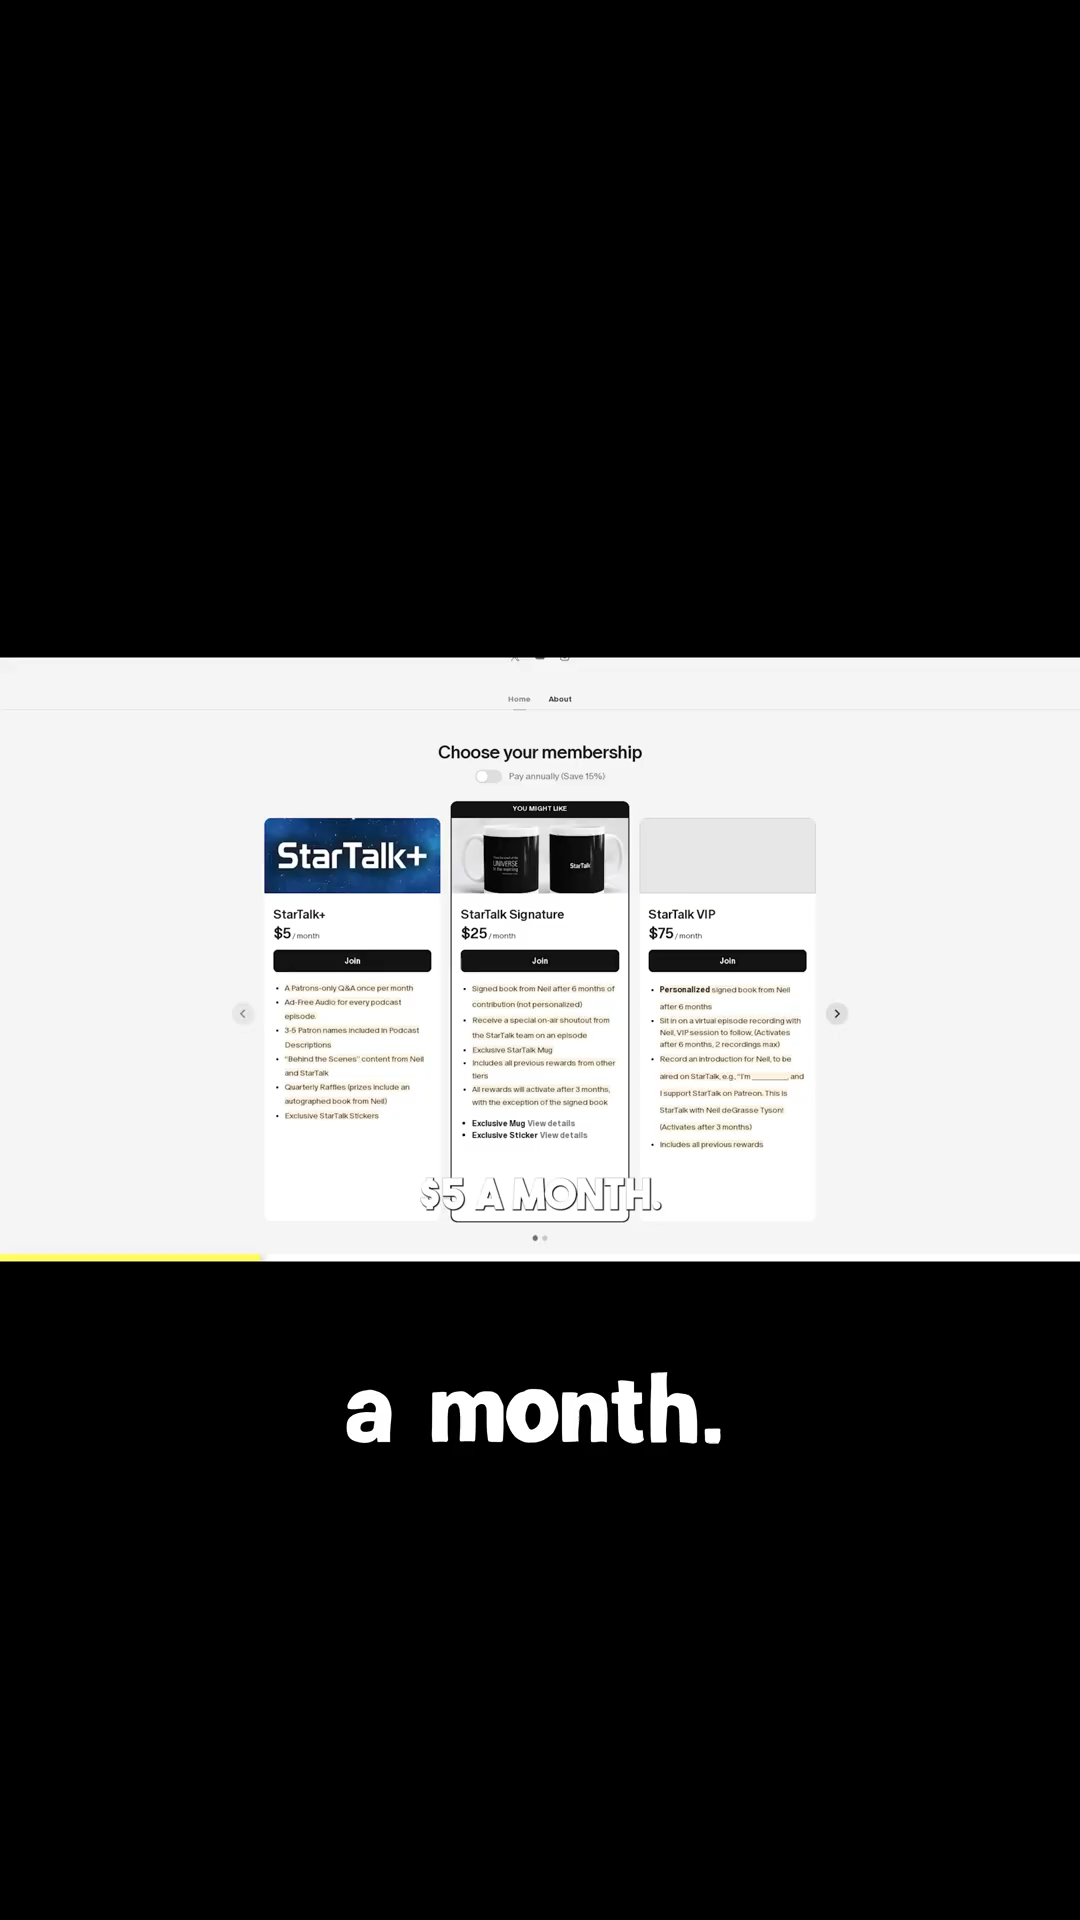 Home About
Choose your membership
Pay annually (Save 15%)
StarTalk+
StarTalk+
$5 / month
Join
• A Patrons-only Q&A once per month
• Ad-Free Audio for every podcast
episode.
• 3-5 Patron names included in Podcast
Descriptions
• "Behind the Scenes" content from Neil
and StarTalk
• Quarterly Raffles (prizes include an
autographed book from Neil)
• Exclusive StarTalk Stickers
YOU MIGHT LIKE
UNIVERSE
StarTalk
StarTalk Signature
$25 / month
Join
• Signed book from Neil after 6 months of
contribution (not personalized)
• Receive a special on-air shoutout from
the StarTalk team on an episode
• Exclusive StarTalk Mug
• Includes all previous rewards from other
tiers
• All rewards will activate after 3 months,
with the exception of the signed book
• Exclusive Mug View details
• Exclusive Sticker View details
StarTalk VIP
$75 / month
Join
• Personalized signed book from Neil
after 6 months
• Sit in on a virtual episode recording with
Neil, VIP session to follow, (Activates
after 6 months, 2 recordings max)
• Record an introduction for Neil, to be
aired on StarTalk, e.g., "I'm ________, and
I support StarTalk on Patreon. This is
StarTalk with Neil deGrasse Tyson!
(Activates after 3 months)
• Includes all previous rewards
$5 A MONTH.
a month.